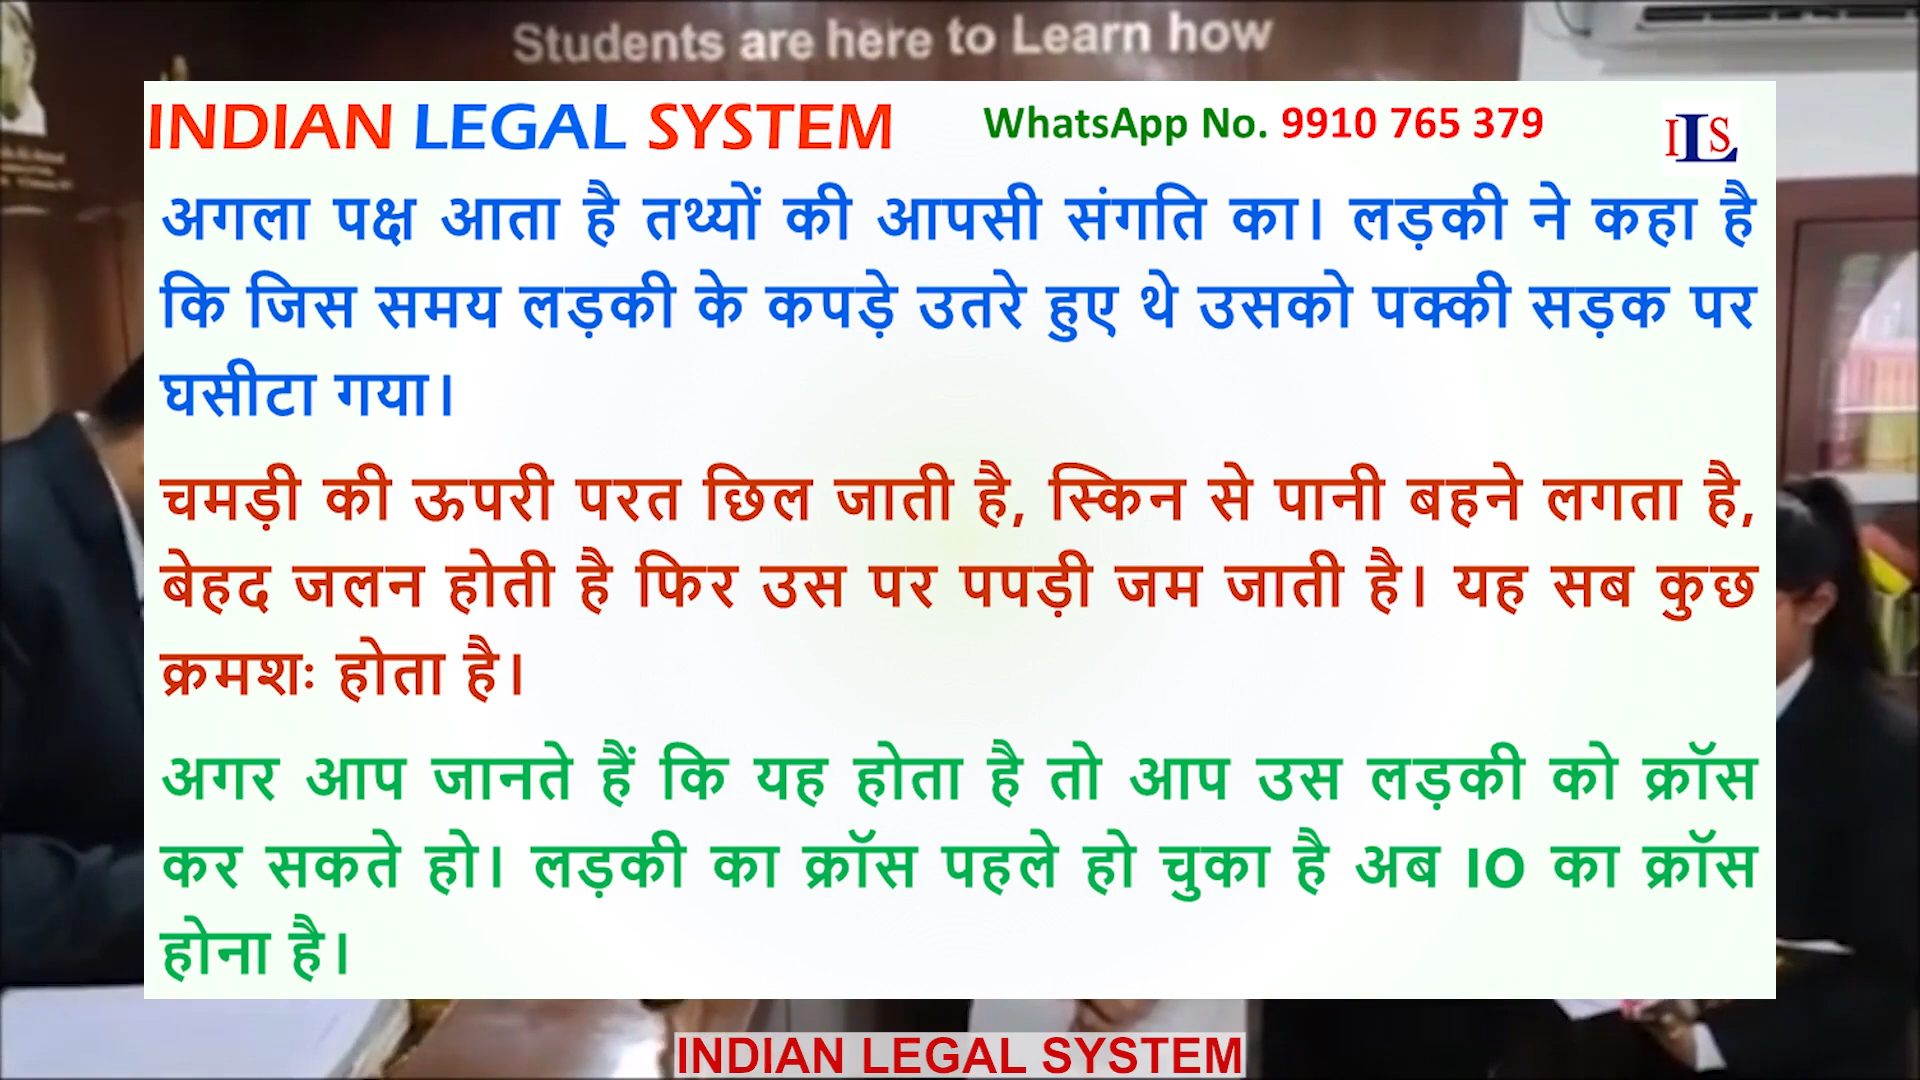 Students are here to Learn how
INDIAN LEGAL SYSTEM WhatsApp No. 9910 765 379 ILS
अगला पक्ष आता है तथ्यों की आपसी संगति का। लड़की ने कहा है
कि जिस समय लड़की के कपड़े उतरे हुए थे उसको पक्की सड़क पर
घसीटा गया।
चमड़ी की ऊपरी परत छिल जाती है, स्किन से पानी बहने लगता है,
बेहद जलन होती है फिर उस पर पपड़ी जम जाती है। यह सब कुछ
क्रमशः होता है।
अगर आप जानते हैं कि यह होता है तो आप उस लड़की को क्रॉस
कर सकते हो। लड़की का क्रॉस पहले हो चुका है अब IO का क्रॉस
होना है।
INDIAN LEGAL SYSTEM